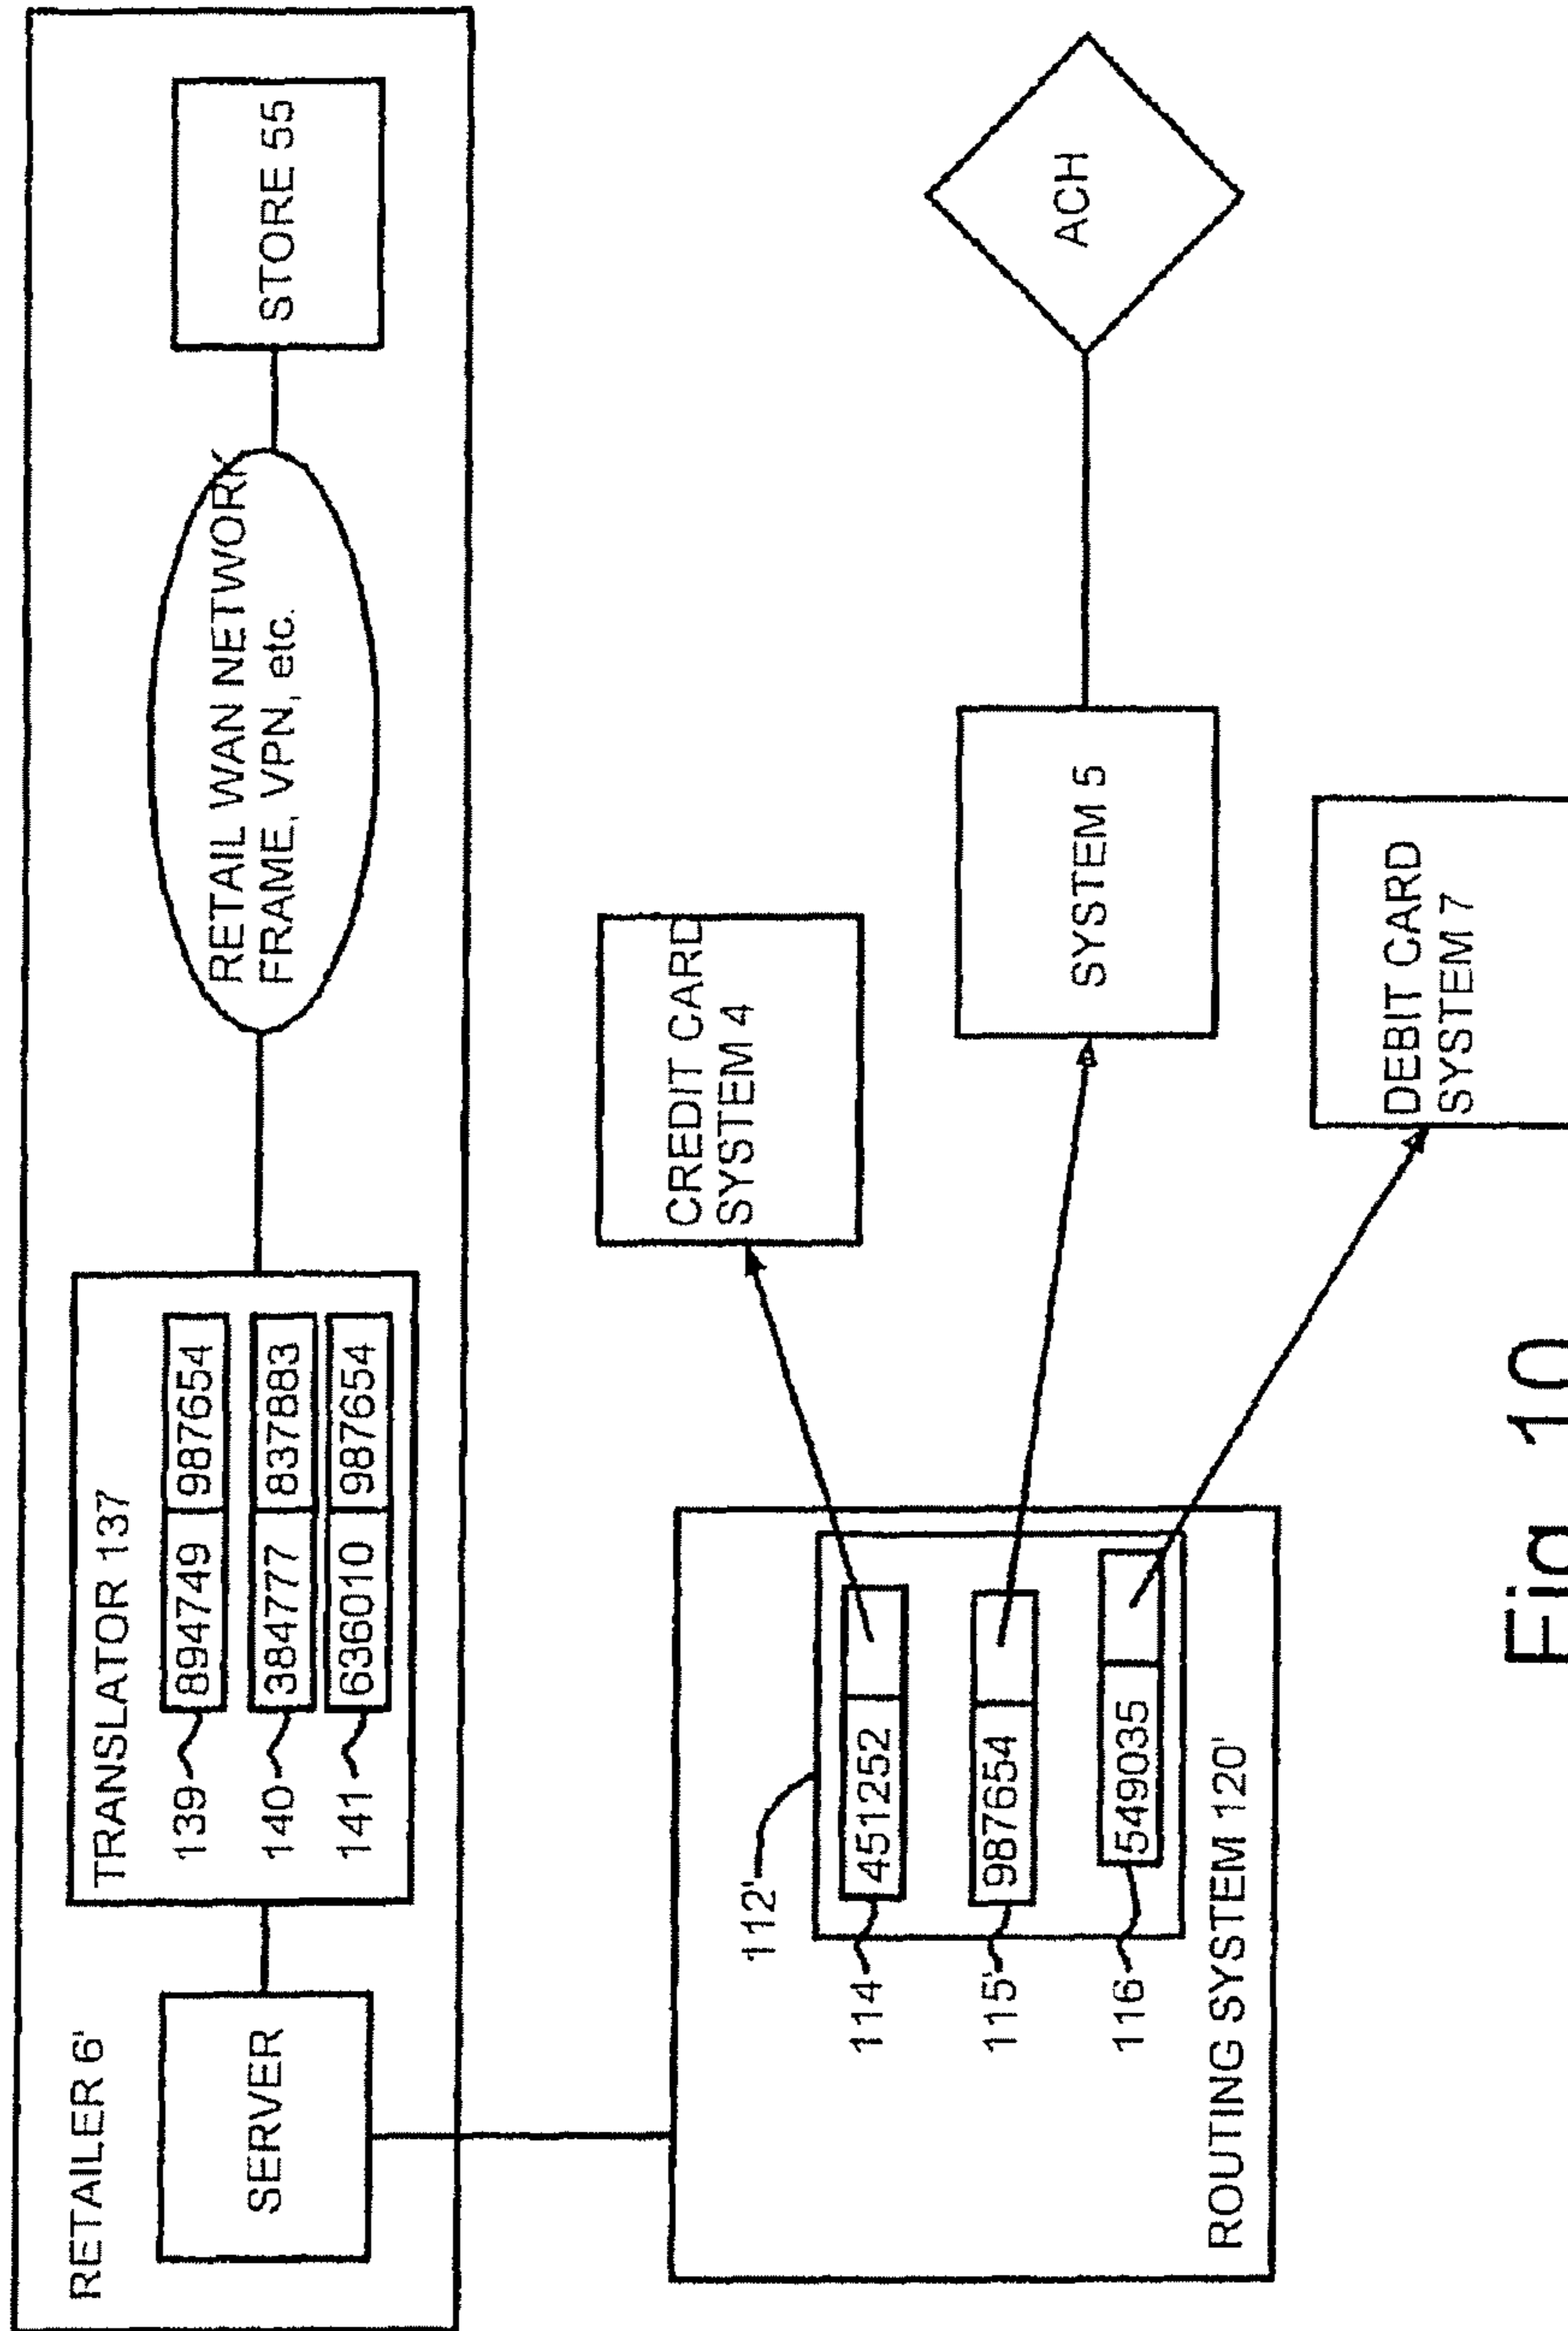 RETAILER 6'
SERVER
TRANSLATOR 137
139
894749 987654
140
384777 837883
141
636010 987654
RETAIL WAN NETWORK
FRAME, VPN, etc.
STORE 55
112'
114
451252
115'
987654
116
549035
ROUTING SYSTEM 120'
CREDIT CARD
SYSTEM 4
SYSTEM 5
ACH
DEBIT CARD
SYSTEM 7
Fig. 10